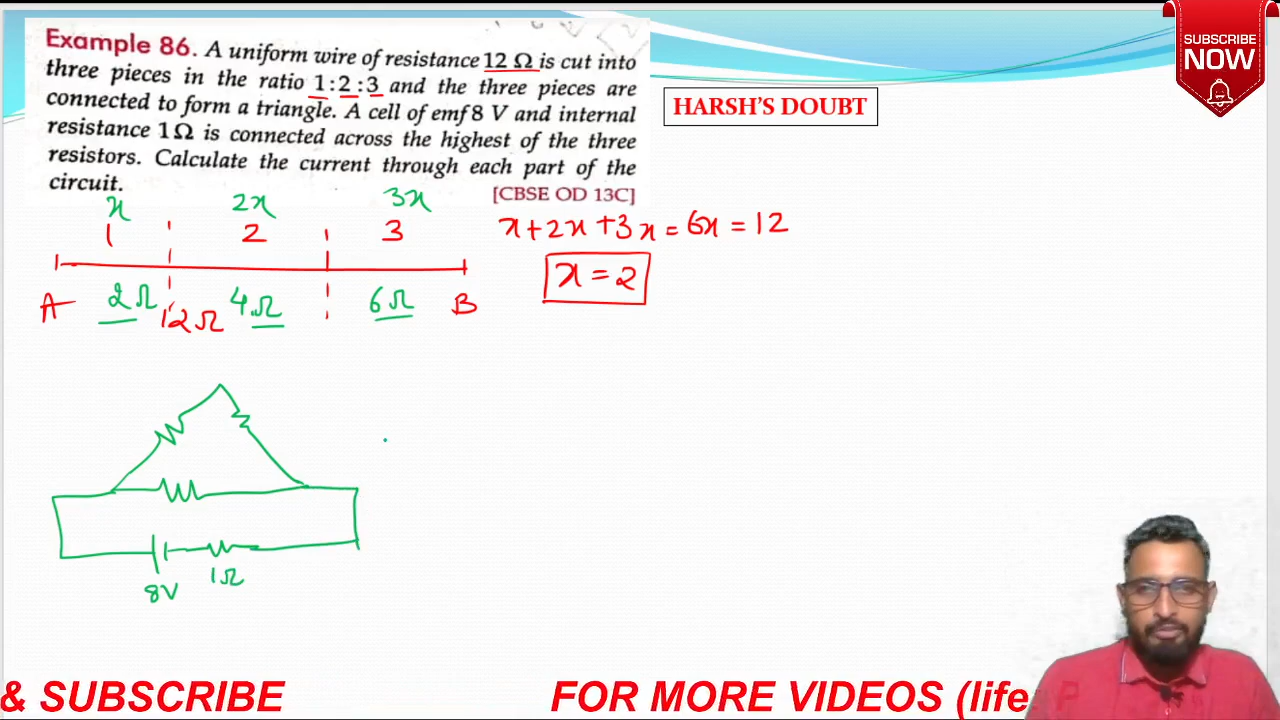 Example 86. A uniform wire of resistance 12 Ω is cut into
three pieces in the ratio 1:2:3 and the three pieces are
connected to form a triangle. A cell of emf 8 V and internal
resistance 1 Ω is connected across the highest of the three
resistors. Calculate the current through each part of the
circuit. [CBSE OD 13C]
SUBSCRIBE
NOW
HARSH'S DOUBT
x 2x 3x
1 2 3
A 2Ω 12Ω 4Ω 6Ω B
x+2x+3x = 6x = 12
x = 2
8V 1Ω
& SUBSCRIBE FOR MORE VIDEOS (life